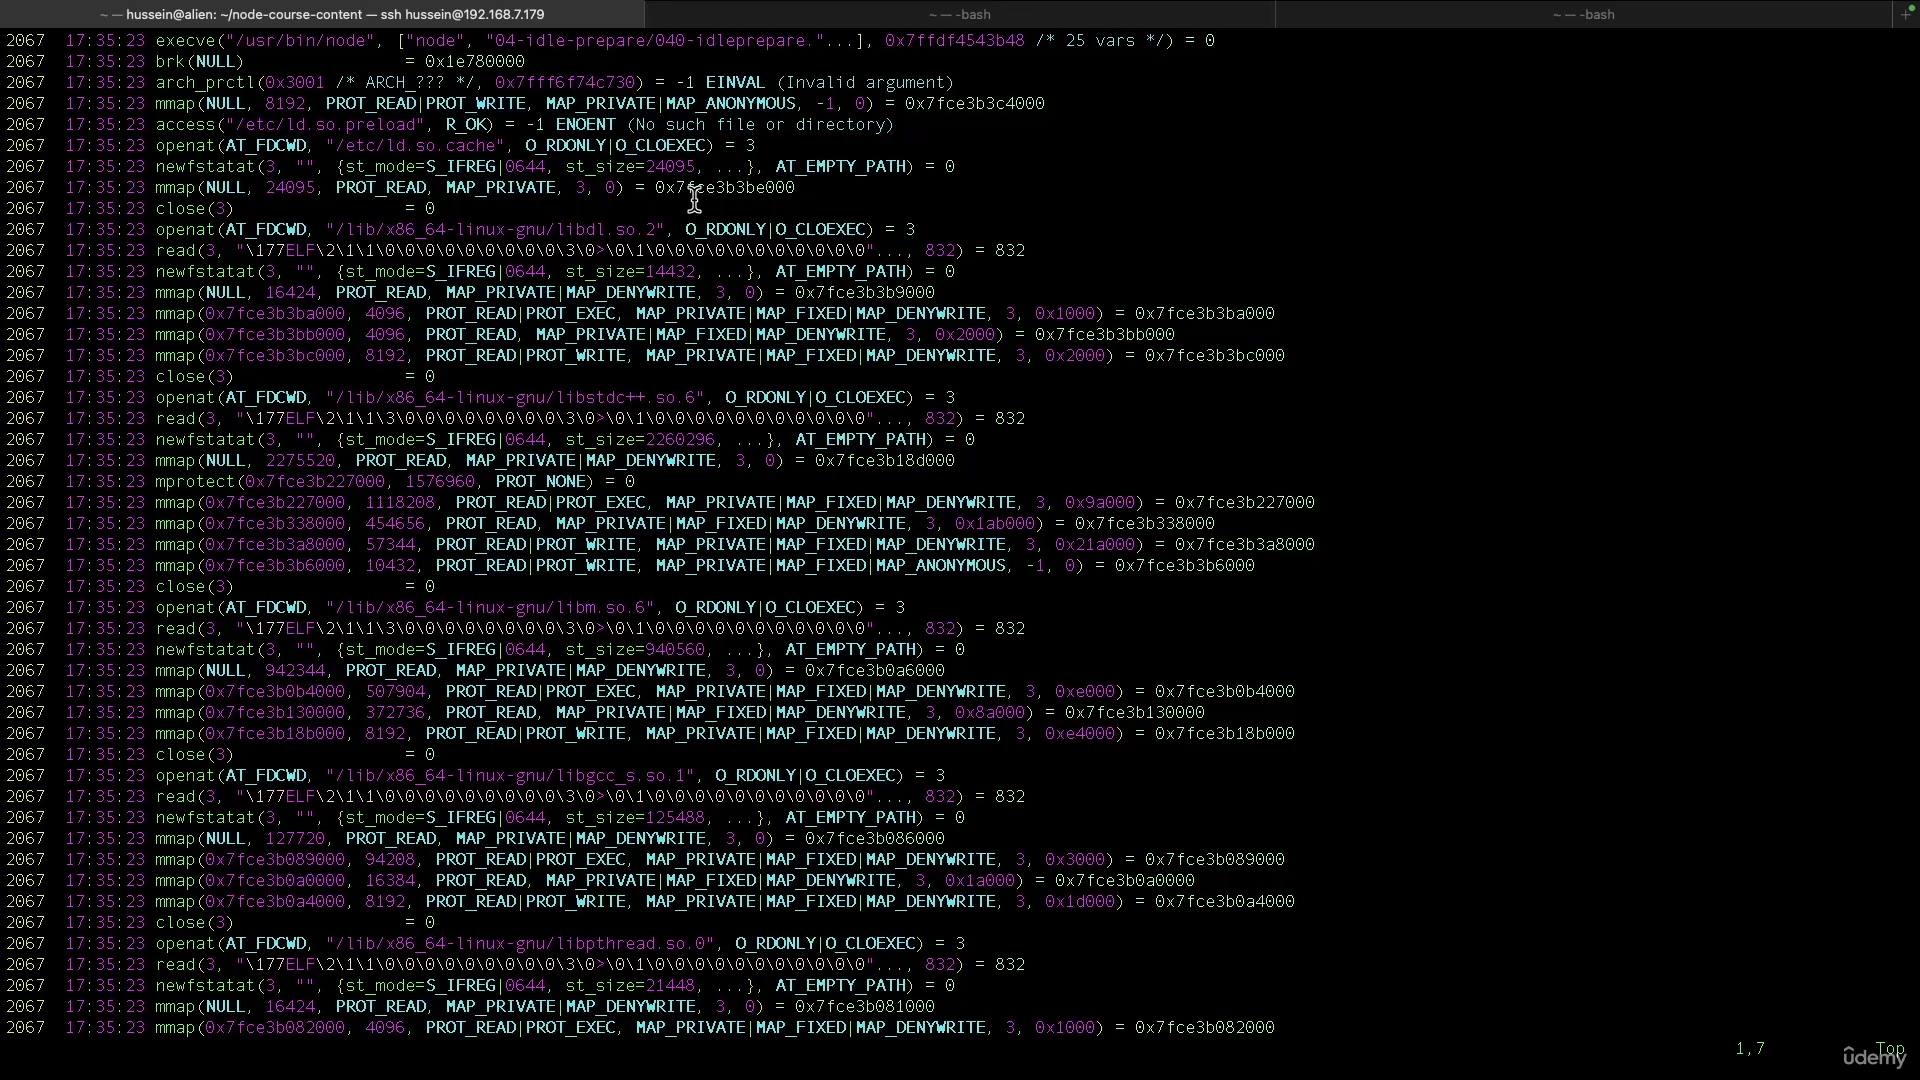 ~ — hussein@alien: ~/node-course-content — ssh hussein@192.168.7.179
~ — -bash
~ — -bash
+
2067  17:35:23 execve("/usr/bin/node", ["node", "04-idle-prepare/040-idleprepare."...], 0x7ffdf4543b48 /* 25 vars */) = 0
2067  17:35:23 brk(NULL)                = 0x1e780000
2067  17:35:23 arch_prctl(0x3001 /* ARCH_??? */, 0x7fff6f74c730) = -1 EINVAL (Invalid argument)
2067  17:35:23 mmap(NULL, 8192, PROT_READ|PROT_WRITE, MAP_PRIVATE|MAP_ANONYMOUS, -1, 0) = 0x7fce3b3c4000
2067  17:35:23 access("/etc/ld.so.preload", R_OK) = -1 ENOENT (No such file or directory)
2067  17:35:23 openat(AT_FDCWD, "/etc/ld.so.cache", O_RDONLY|O_CLOEXEC) = 3
2067  17:35:23 newfstatat(3, "", {st_mode=S_IFREG|0644, st_size=24095, ...}, AT_EMPTY_PATH) = 0
2067  17:35:23 mmap(NULL, 24095, PROT_READ, MAP_PRIVATE, 3, 0) = 0x7fce3b3be000
2067  17:35:23 close(3)                 = 0
2067  17:35:23 openat(AT_FDCWD, "/lib/x86_64-linux-gnu/libdl.so.2", O_RDONLY|O_CLOEXEC) = 3
2067  17:35:23 read(3, "\177ELF\2\1\1\0\0\0\0\0\0\0\0\0\3\0>\0\1\0\0\0\0\0\0\0\0\0\0\0"..., 832) = 832
2067  17:35:23 newfstatat(3, "", {st_mode=S_IFREG|0644, st_size=14432, ...}, AT_EMPTY_PATH) = 0
2067  17:35:23 mmap(NULL, 16424, PROT_READ, MAP_PRIVATE|MAP_DENYWRITE, 3, 0) = 0x7fce3b3b9000
2067  17:35:23 mmap(0x7fce3b3ba000, 4096, PROT_READ|PROT_EXEC, MAP_PRIVATE|MAP_FIXED|MAP_DENYWRITE, 3, 0x1000) = 0x7fce3b3ba000
2067  17:35:23 mmap(0x7fce3b3bb000, 4096, PROT_READ, MAP_PRIVATE|MAP_FIXED|MAP_DENYWRITE, 3, 0x2000) = 0x7fce3b3bb000
2067  17:35:23 mmap(0x7fce3b3bc000, 8192, PROT_READ|PROT_WRITE, MAP_PRIVATE|MAP_FIXED|MAP_DENYWRITE, 3, 0x2000) = 0x7fce3b3bc000
2067  17:35:23 close(3)                 = 0
2067  17:35:23 openat(AT_FDCWD, "/lib/x86_64-linux-gnu/libstdc++.so.6", O_RDONLY|O_CLOEXEC) = 3
2067  17:35:23 read(3, "\177ELF\2\1\1\3\0\0\0\0\0\0\0\0\3\0>\0\1\0\0\0\0\0\0\0\0\0\0\0"..., 832) = 832
2067  17:35:23 newfstatat(3, "", {st_mode=S_IFREG|0644, st_size=2260296, ...}, AT_EMPTY_PATH) = 0
2067  17:35:23 mmap(NULL, 2275520, PROT_READ, MAP_PRIVATE|MAP_DENYWRITE, 3, 0) = 0x7fce3b18d000
2067  17:35:23 mprotect(0x7fce3b227000, 1576960, PROT_NONE) = 0
2067  17:35:23 mmap(0x7fce3b227000, 1118208, PROT_READ|PROT_EXEC, MAP_PRIVATE|MAP_FIXED|MAP_DENYWRITE, 3, 0x9a000) = 0x7fce3b227000
2067  17:35:23 mmap(0x7fce3b338000, 454656, PROT_READ, MAP_PRIVATE|MAP_FIXED|MAP_DENYWRITE, 3, 0x1ab000) = 0x7fce3b338000
2067  17:35:23 mmap(0x7fce3b3a8000, 57344, PROT_READ|PROT_WRITE, MAP_PRIVATE|MAP_FIXED|MAP_DENYWRITE, 3, 0x21a000) = 0x7fce3b3a8000
2067  17:35:23 mmap(0x7fce3b3b6000, 10432, PROT_READ|PROT_WRITE, MAP_PRIVATE|MAP_FIXED|MAP_ANONYMOUS, -1, 0) = 0x7fce3b3b6000
2067  17:35:23 close(3)                 = 0
2067  17:35:23 openat(AT_FDCWD, "/lib/x86_64-linux-gnu/libm.so.6", O_RDONLY|O_CLOEXEC) = 3
2067  17:35:23 read(3, "\177ELF\2\1\1\3\0\0\0\0\0\0\0\0\3\0>\0\1\0\0\0\0\0\0\0\0\0\0\0"..., 832) = 832
2067  17:35:23 newfstatat(3, "", {st_mode=S_IFREG|0644, st_size=940560, ...}, AT_EMPTY_PATH) = 0
2067  17:35:23 mmap(NULL, 942344, PROT_READ, MAP_PRIVATE|MAP_DENYWRITE, 3, 0) = 0x7fce3b0a6000
2067  17:35:23 mmap(0x7fce3b0b4000, 507904, PROT_READ|PROT_EXEC, MAP_PRIVATE|MAP_FIXED|MAP_DENYWRITE, 3, 0xe000) = 0x7fce3b0b4000
2067  17:35:23 mmap(0x7fce3b130000, 372736, PROT_READ, MAP_PRIVATE|MAP_FIXED|MAP_DENYWRITE, 3, 0x8a000) = 0x7fce3b130000
2067  17:35:23 mmap(0x7fce3b18b000, 8192, PROT_READ|PROT_WRITE, MAP_PRIVATE|MAP_FIXED|MAP_DENYWRITE, 3, 0xe4000) = 0x7fce3b18b000
2067  17:35:23 close(3)                 = 0
2067  17:35:23 openat(AT_FDCWD, "/lib/x86_64-linux-gnu/libgcc_s.so.1", O_RDONLY|O_CLOEXEC) = 3
2067  17:35:23 read(3, "\177ELF\2\1\1\0\0\0\0\0\0\0\0\0\3\0>\0\1\0\0\0\0\0\0\0\0\0\0\0"..., 832) = 832
2067  17:35:23 newfstatat(3, "", {st_mode=S_IFREG|0644, st_size=125488, ...}, AT_EMPTY_PATH) = 0
2067  17:35:23 mmap(NULL, 127720, PROT_READ, MAP_PRIVATE|MAP_DENYWRITE, 3, 0) = 0x7fce3b086000
2067  17:35:23 mmap(0x7fce3b089000, 94208, PROT_READ|PROT_EXEC, MAP_PRIVATE|MAP_FIXED|MAP_DENYWRITE, 3, 0x3000) = 0x7fce3b089000
2067  17:35:23 mmap(0x7fce3b0a0000, 16384, PROT_READ, MAP_PRIVATE|MAP_FIXED|MAP_DENYWRITE, 3, 0x1a000) = 0x7fce3b0a0000
2067  17:35:23 mmap(0x7fce3b0a4000, 8192, PROT_READ|PROT_WRITE, MAP_PRIVATE|MAP_FIXED|MAP_DENYWRITE, 3, 0x1d000) = 0x7fce3b0a4000
2067  17:35:23 close(3)                 = 0
2067  17:35:23 openat(AT_FDCWD, "/lib/x86_64-linux-gnu/libpthread.so.0", O_RDONLY|O_CLOEXEC) = 3
2067  17:35:23 read(3, "\177ELF\2\1\1\0\0\0\0\0\0\0\0\0\3\0>\0\1\0\0\0\0\0\0\0\0\0\0\0"..., 832) = 832
2067  17:35:23 newfstatat(3, "", {st_mode=S_IFREG|0644, st_size=21448, ...}, AT_EMPTY_PATH) = 0
2067  17:35:23 mmap(NULL, 16424, PROT_READ, MAP_PRIVATE|MAP_DENYWRITE, 3, 0) = 0x7fce3b081000
2067  17:35:23 mmap(0x7fce3b082000, 4096, PROT_READ|PROT_EXEC, MAP_PRIVATE|MAP_FIXED|MAP_DENYWRITE, 3, 0x1000) = 0x7fce3b082000
1,7           Top
udemy